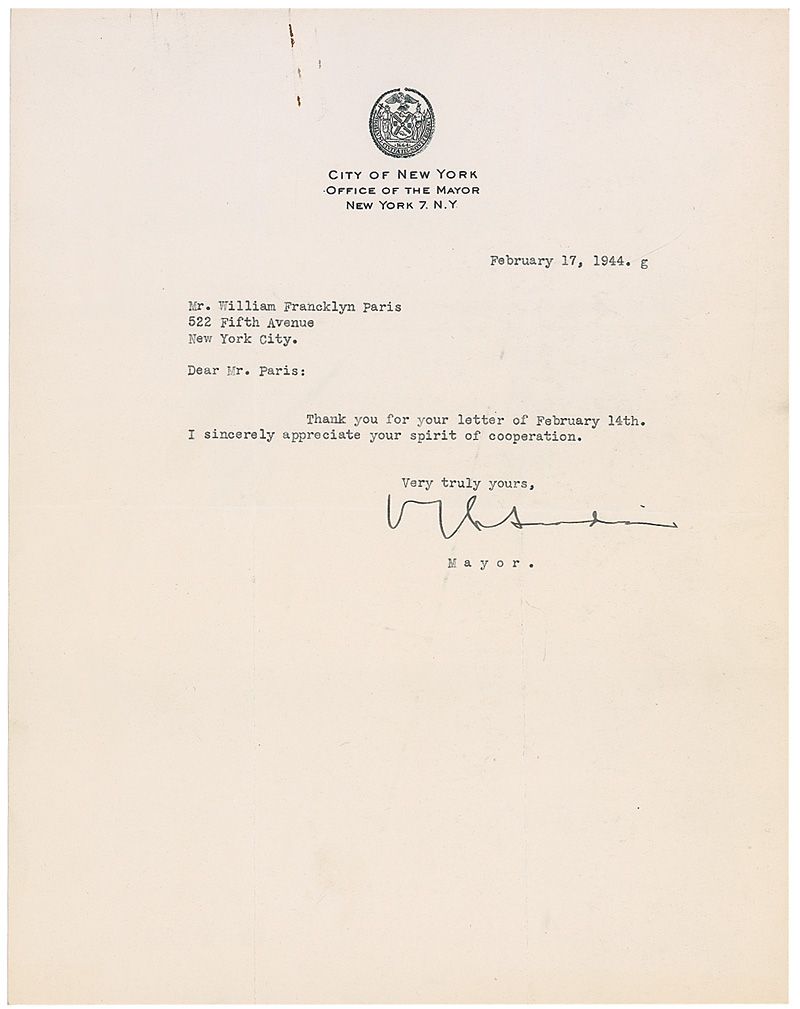 CITY OF NEW YORK
OFFICE OF THE MAYOR
NEW YORK 7. N.Y.
February 17, 1944. g
Mr. William Francklyn Paris
522 Fifth Avenue
New York City.
Dear Mr. Paris:
Thank you for your letter of February 14th.
I sincerely appreciate your spirit of cooperation.
Very truly yours,
Mayor.